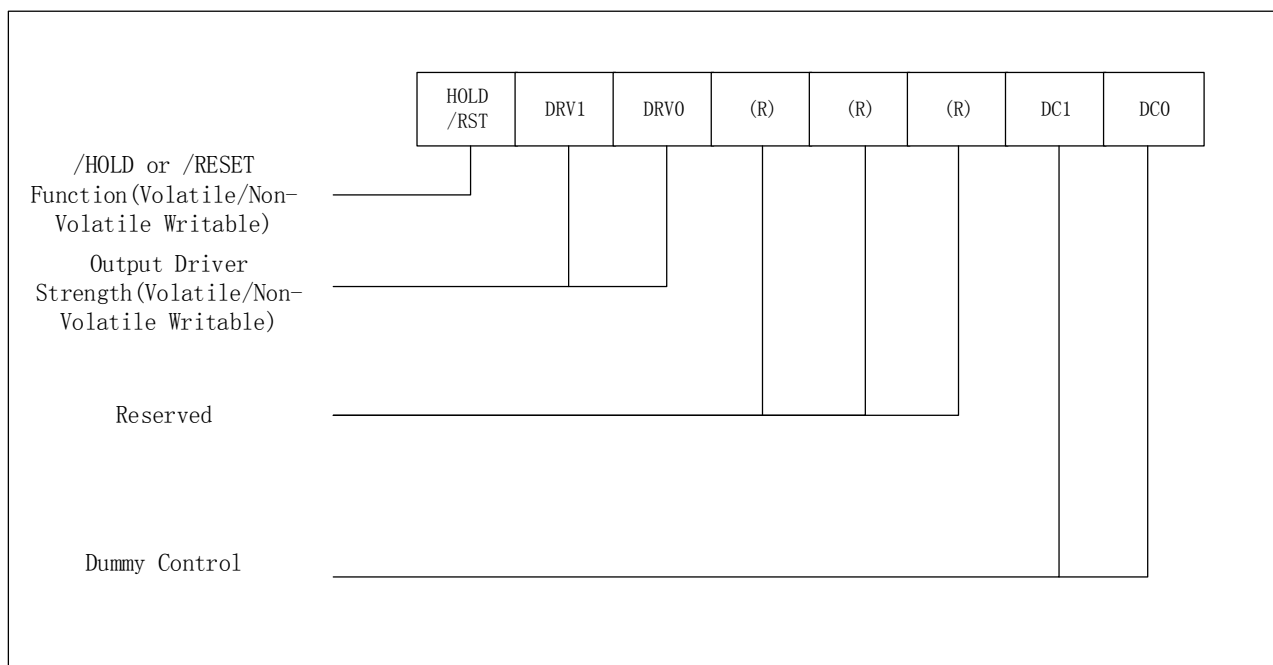 HOLD
/RST
DRV1
DRV0
(R)
(R)
(R)
DC1
DC0
/HOLD or /RESET
Function(Volatile/Non-
Volatile Writable)
Output Driver
Strength(Volatile/Non-
Volatile Writable)
Reserved
Dummy Control